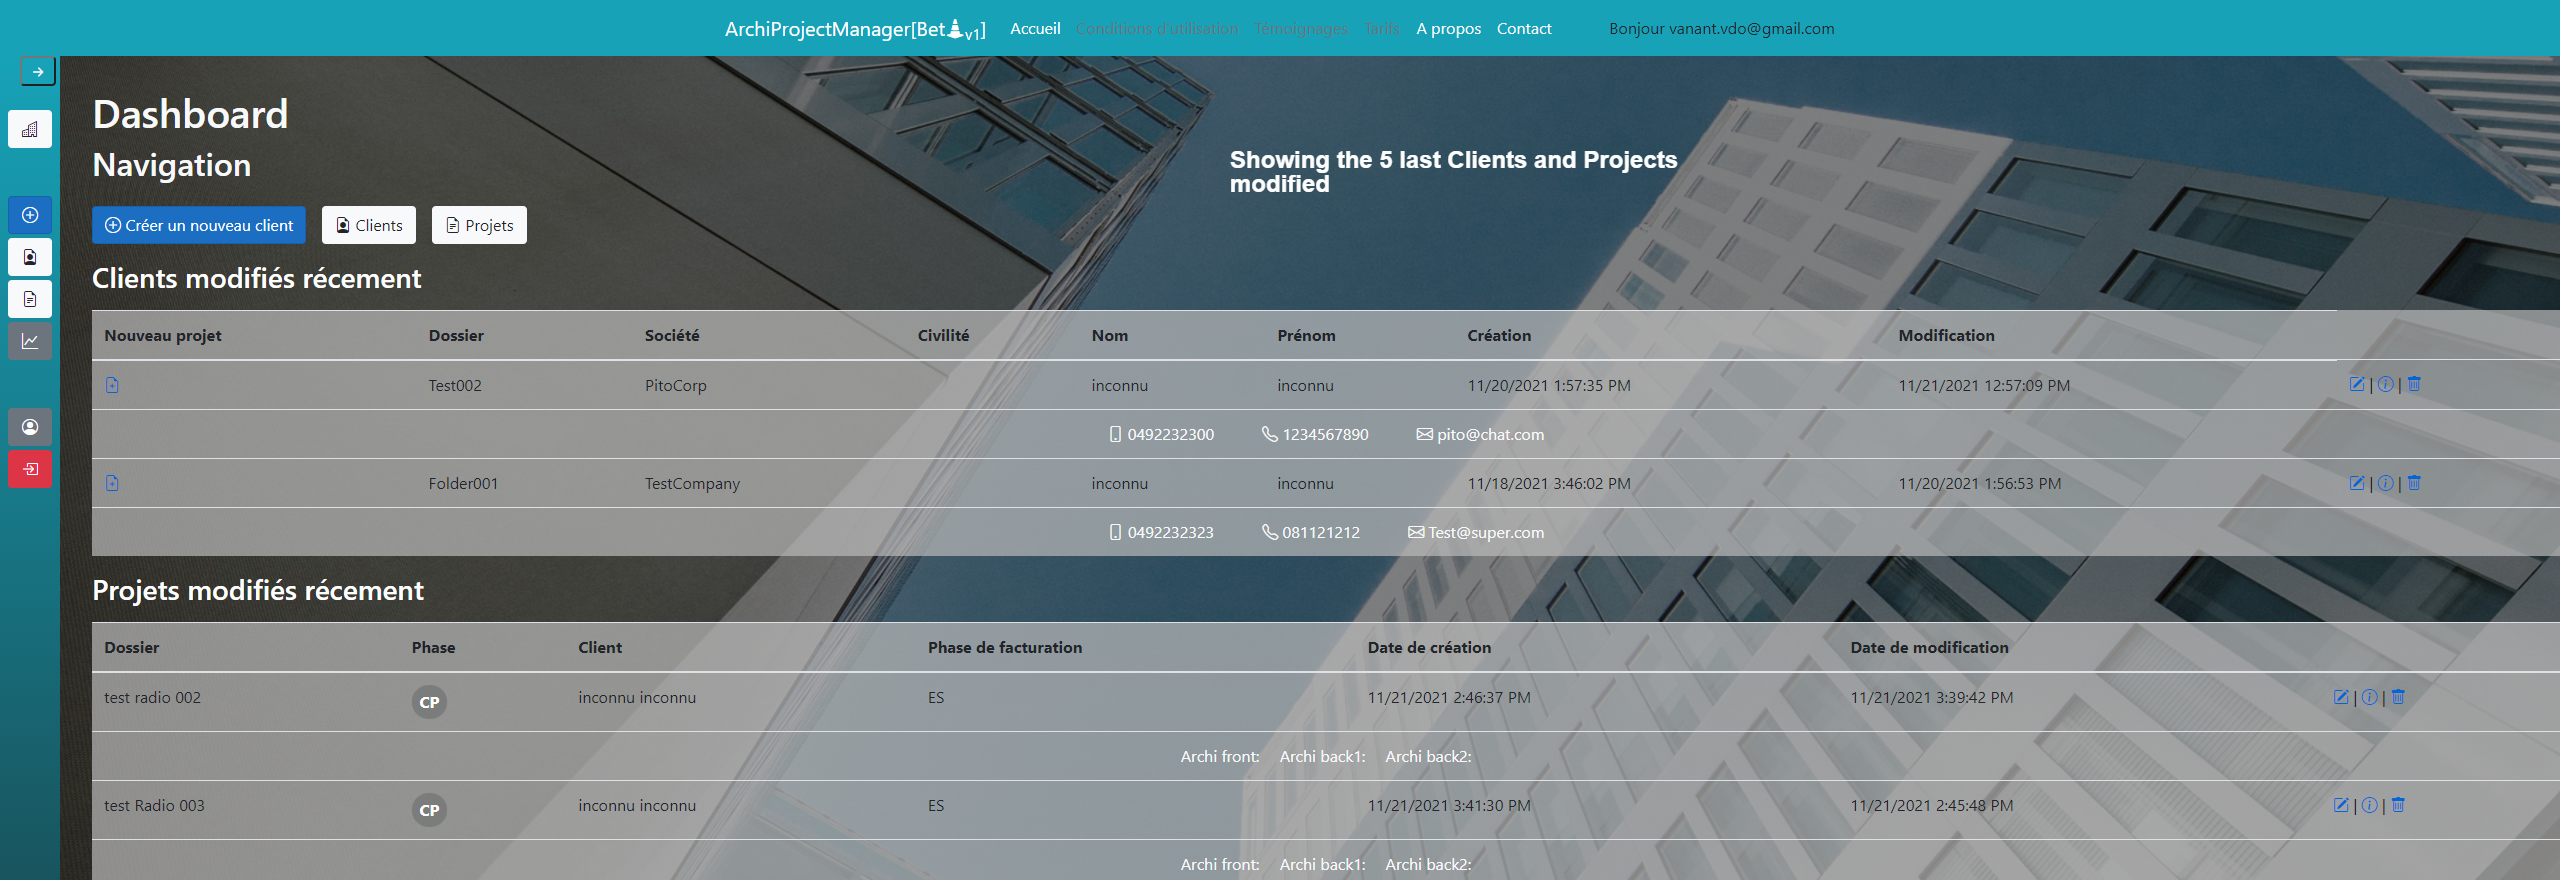 ArchiProjectManager[Bet v1] Accueil Conditions d'utilisation Témoignages Tarifs A propos Contact Bonjour vanant.vdo@gmail.com
Dashboard
Navigation
Showing the 5 last Clients and Projects
modified
Créer un nouveau client Clients Projets
Clients modifiés récement
Nouveau projet Dossier Société Civilité Nom Prénom Création Modification
Test002 PitoCorp inconnu inconnu 11/20/2021 1:57:35 PM 11/21/2021 12:57:09 PM | |
0492232300 1234567890 pito@chat.com
Folder001 TestCompany inconnu inconnu 11/18/2021 3:46:02 PM 11/20/2021 1:56:53 PM | |
0492232323 081121212 Test@super.com
Projets modifiés récement
Dossier Phase Client Phase de facturation Date de création Date de modification
test radio 002 CP inconnu inconnu ES 11/21/2021 2:46:37 PM 11/21/2021 3:39:42 PM | |
Archi front: Archi back1: Archi back2:
test Radio 003 CP inconnu inconnu ES 11/21/2021 3:41:30 PM 11/21/2021 2:45:48 PM | |
Archi front: Archi back1: Archi back2: